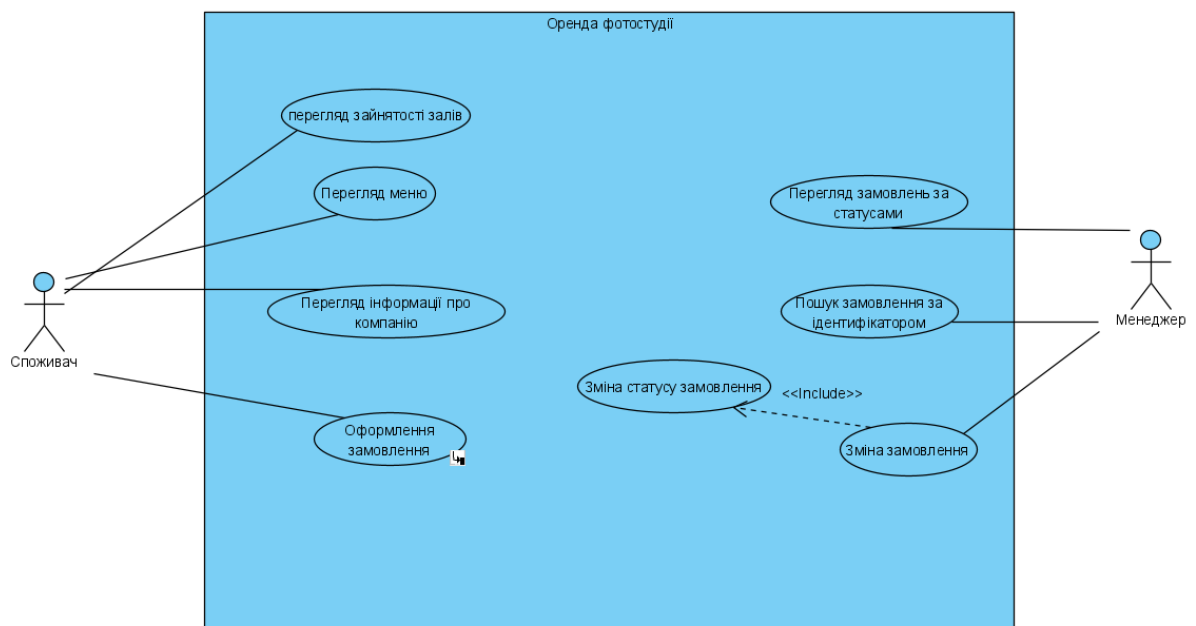 Оренда фотостудії
перегляд зайнятості залів
Перегляд меню
Перегляд замовлень за
статусами
Перегляд інформації про
компанію
Пошук замовлення за
ідентифікатором
Менеджер
Споживач
Зміна статусу замовлення
<<Include>>
Оформлення
замовлення
Зміна замовлення